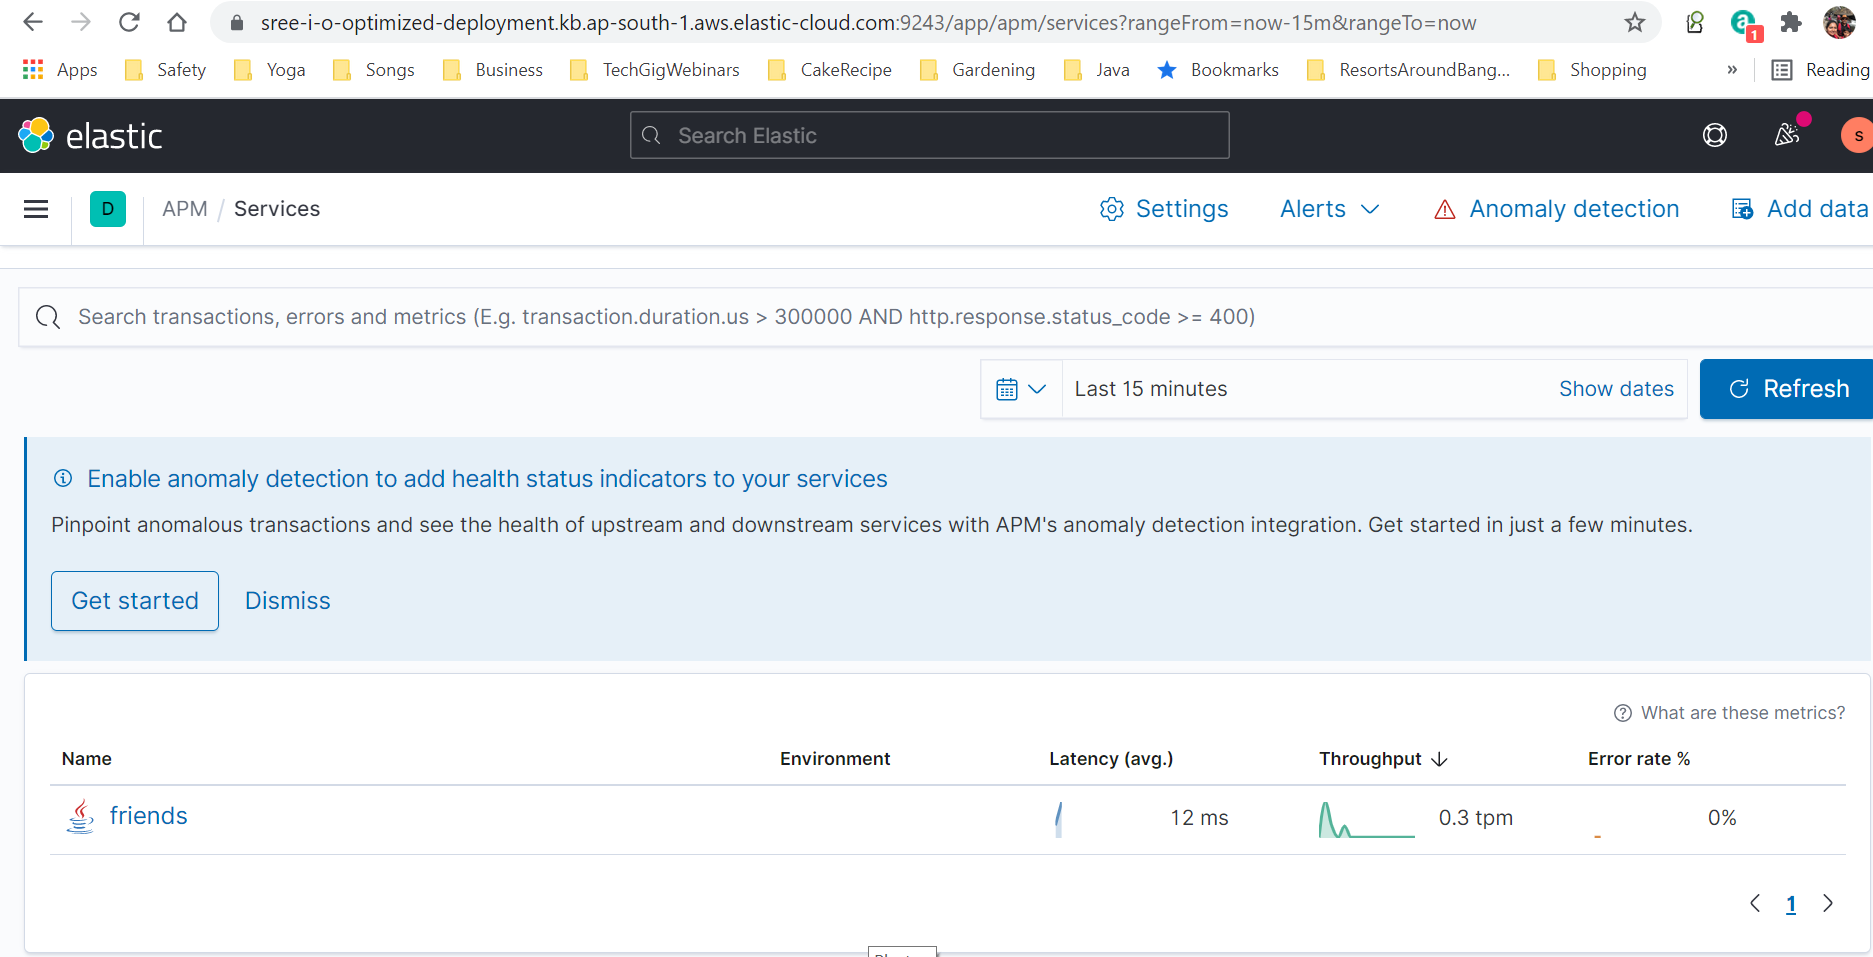 sree-i-o-optimized-deployment.kb.ap-south-1.aws.elastic-cloud.com:9243/app/apm/services?rangeFrom=now-15m&rangeTo=now
1
Apps Safety Yoga Songs Business TechGigWebinars CakeRecipe Gardening Java Bookmarks ResortsAroundBang... Shopping » Reading
elastic Search Elastic s
D APM / Services Settings Alerts Anomaly detection Add data
Search transactions, errors and metrics (E.g. transaction.duration.us > 300000 AND http.response.status_code >= 400)
Last 15 minutes Show dates Refresh
Enable anomaly detection to add health status indicators to your services
Pinpoint anomalous transactions and see the health of upstream and downstream services with APM's anomaly detection integration. Get started in just a few minutes.
Get started Dismiss
What are these metrics?
Name Environment Latency (avg.) Throughput Error rate %
friends 12 ms 0.3 tpm 0%
1